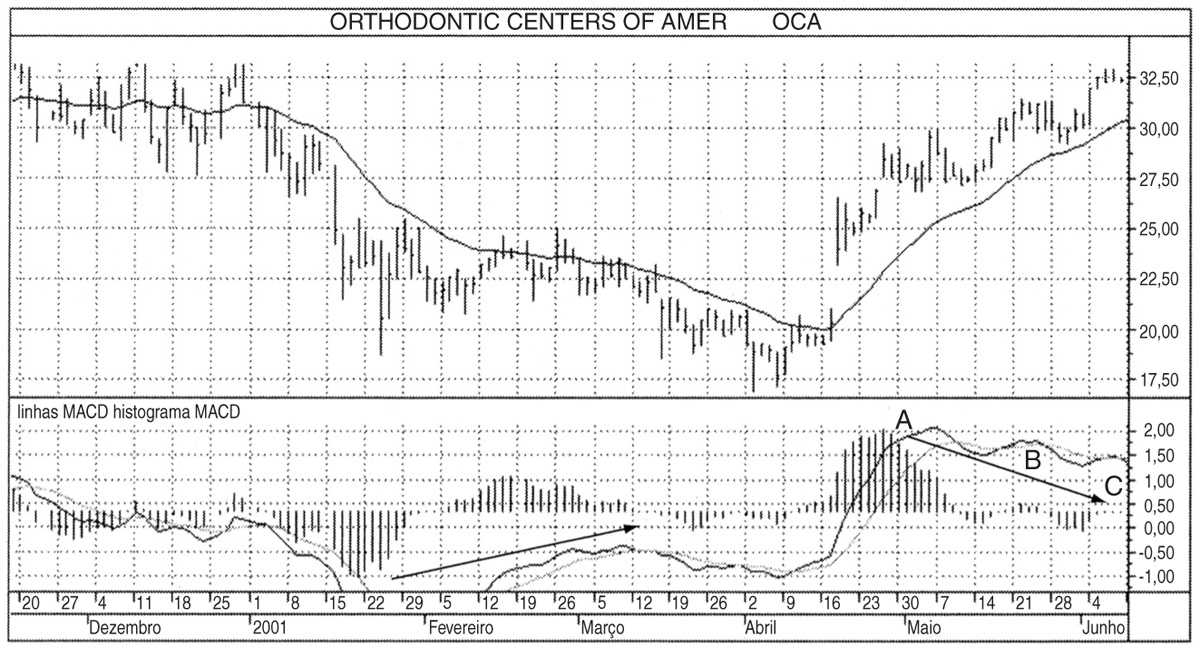 ORTHODONTIC CENTERS OF AMER OCA
32,50
30,00
27,50
25,00
22,50
20,00
17,50
linhas MACD histograma MACD
A
B
C
2,00
1,50
1,00
0,50
0,00
-0,50
-1,00
20 27 4 11 18 25 1 8 15 22 29 5 12 19 26 5 12 19 26 2 9 16 23 30 7 14 21 28 4
Dezembro 2001 Fevereiro Março Abril Maio Junho